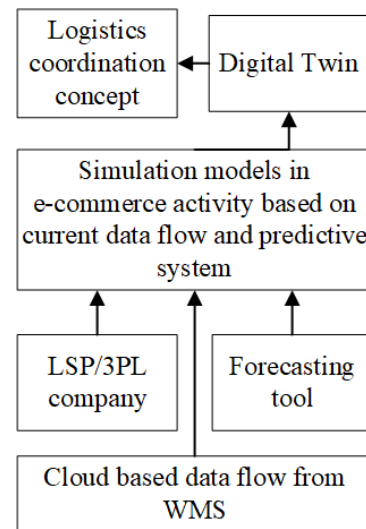 Logistics
coordination
concept
Digital Twin
Simulation models in
e-commerce activity based on
current data flow and predictive
system
LSP/3PL
company
Forecasting
tool
Cloud based data flow from
WMS